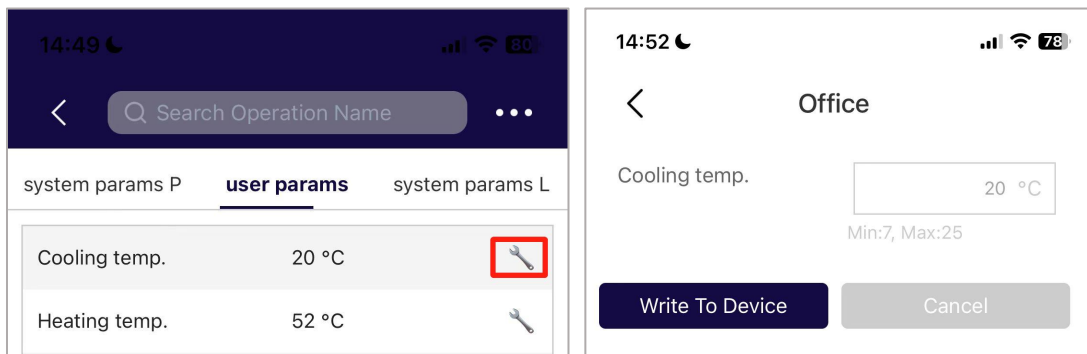 14:49
80
Search Operation Name
system params P
user params
system params L
Cooling temp.
20 °C
Heating temp.
52 °C
14:52
78
Office
Cooling temp.
20 °C
Min:7, Max:25
Write To Device
Cancel